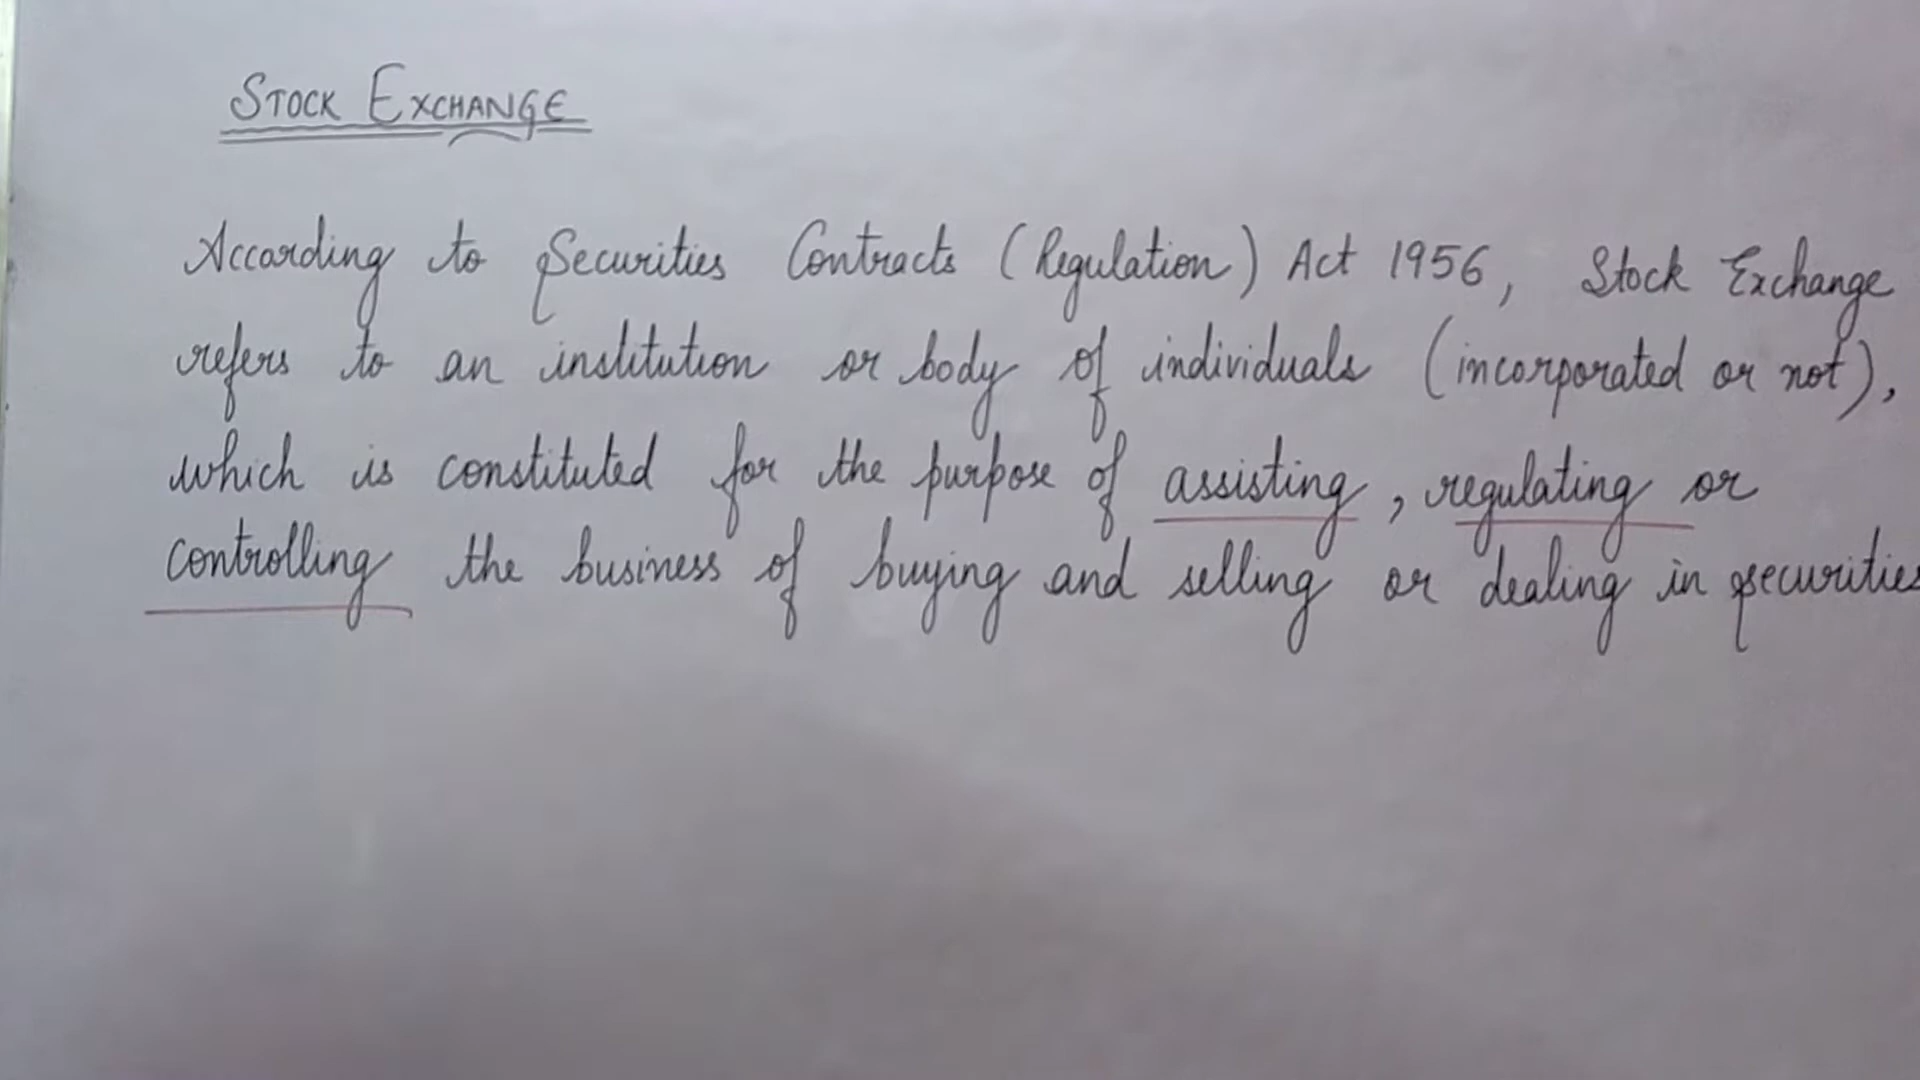 STOCK EXCHANGE
According to Securities Contracts (Regulation) Act 1956, Stock Exchange
refers to an institution or body of individuals (incorporated or not),
which is constituted for the purpose of assisting, regulating or
controlling the business of buying and selling or dealing in securities